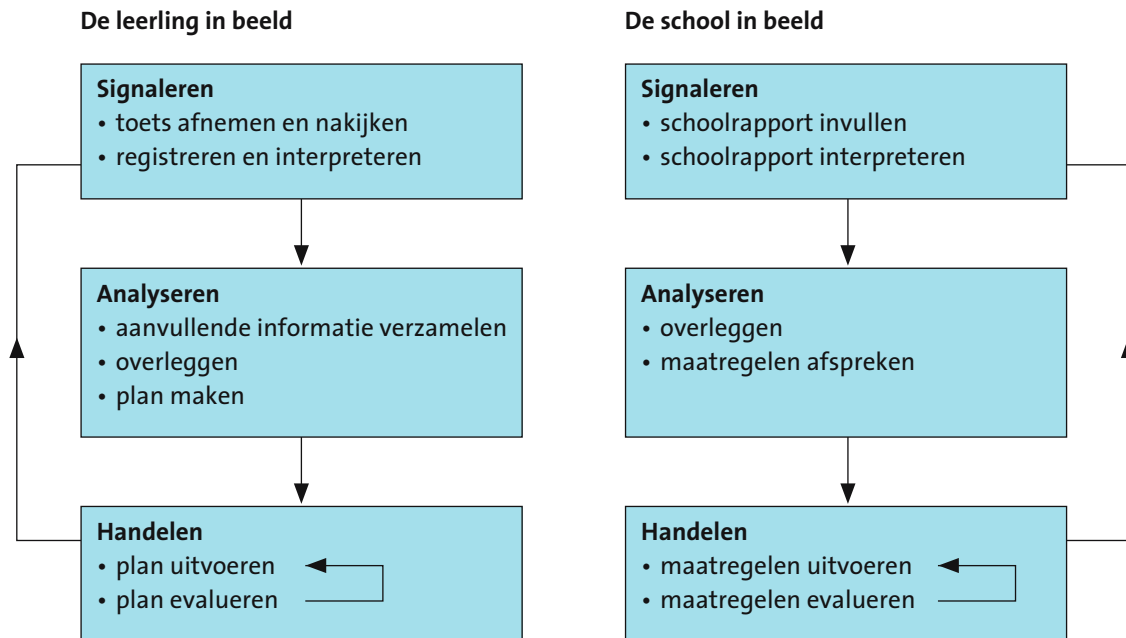 De leerling in beeld
Signaleren
• toets afnemen en nakijken
• registreren en interpreteren
Analyseren
• aanvullende informatie verzamelen
• overleggen
• plan maken
Handelen
• plan uitvoeren
• plan evalueren
De school in beeld
Signaleren
• schoolrapport invullen
• schoolrapport interpreteren
Analyseren
• overleggen
• maatregelen afspreken
Handelen
• maatregelen uitvoeren
• maatregelen evalueren